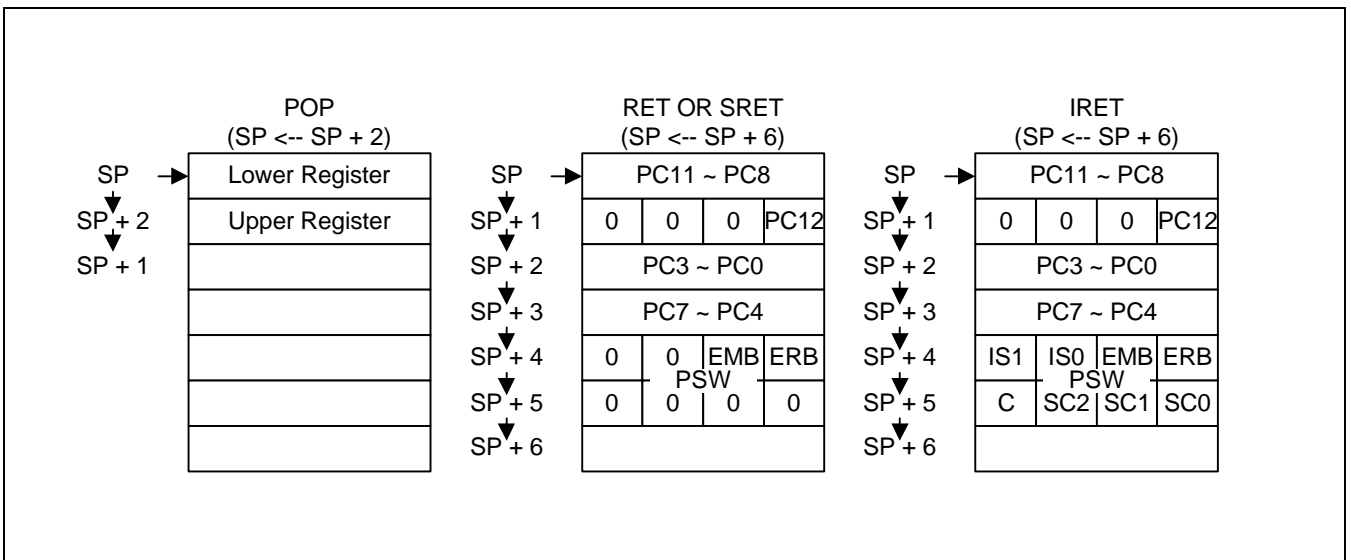 POP
(SP <-- SP + 2)
SP
Lower Register
SP + 2
Upper Register
SP + 1
RET OR SRET
(SP <-- SP + 6)
SP
PC11 ~ PC8
SP + 1
0 0 0 PC12
SP + 2
PC3 ~ PC0
SP + 3
PC7 ~ PC4
SP + 4
0 0 EMB ERB
PSW
SP + 5
0 0 0 0
SP + 6
IRET
(SP <-- SP + 6)
SP
PC11 ~ PC8
SP + 1
0 0 0 PC12
SP + 2
PC3 ~ PC0
SP + 3
PC7 ~ PC4
SP + 4
IS1 IS0 EMB ERB
PSW
SP + 5
C SC2 SC1 SC0
SP + 6